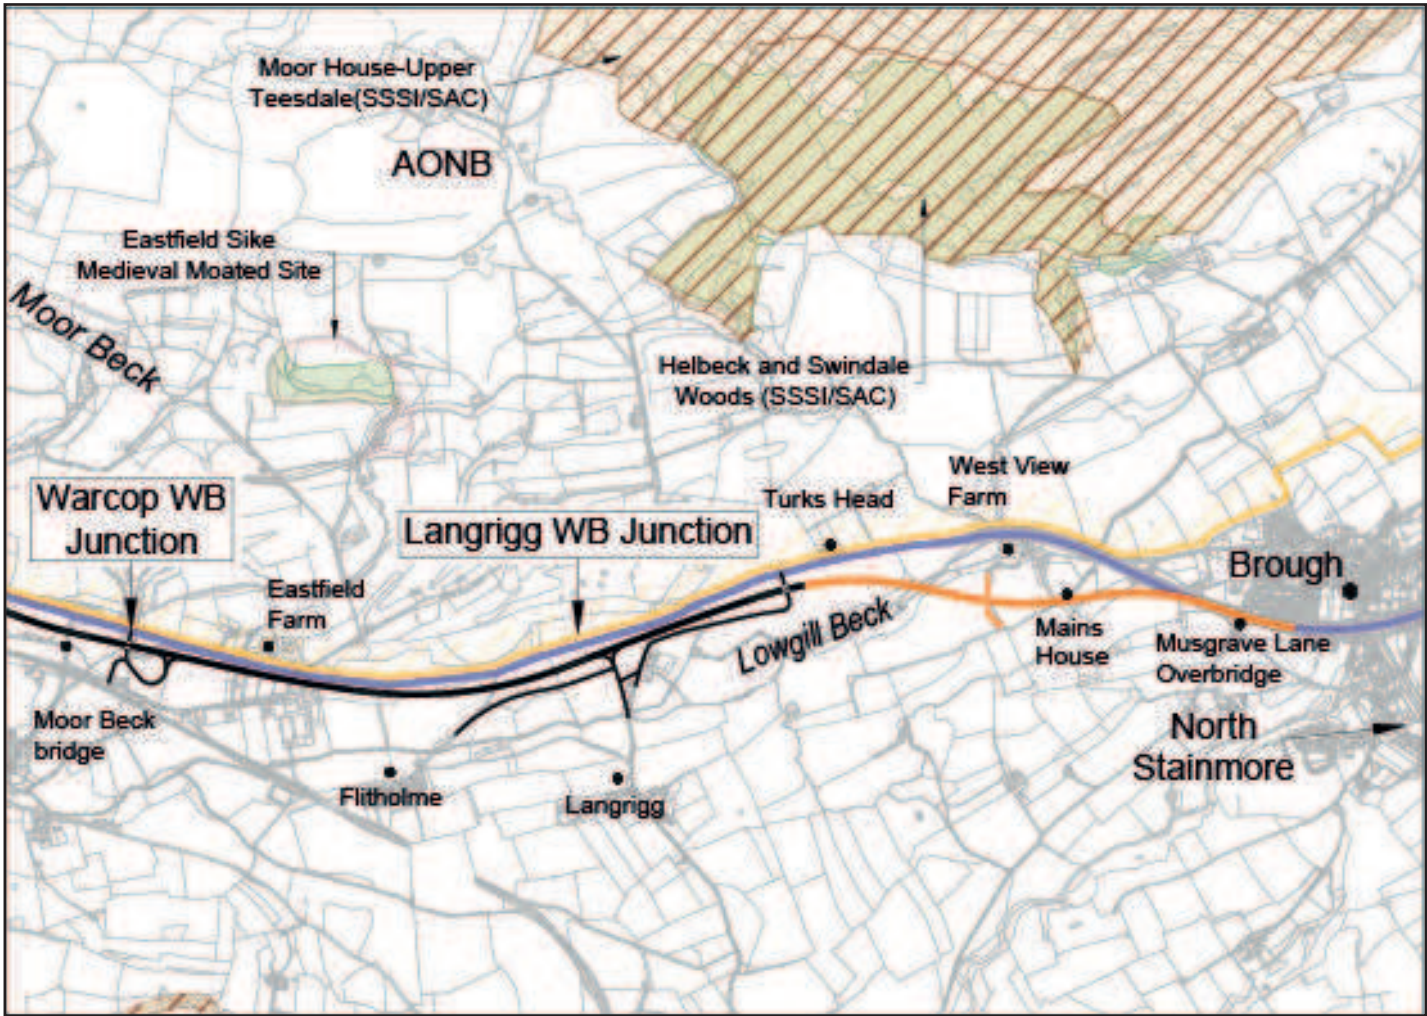 Moor House-Upper
Teesdale(SSSI/SAC)
AONB
Eastfield Sike
Medieval Moated Site
Moor Beck
Helbeck and Swindale
Woods (SSSI/SAC)
West View
Farm
Turks Head
Warcop WB
Junction
Langrigg WB Junction
Eastfield
Farm
Brough
Lowgill Beck
Mains
House
Musgrave Lane
Overbridge
Moor Beck
bridge
North
Stainmore
Flitholme
Langrigg